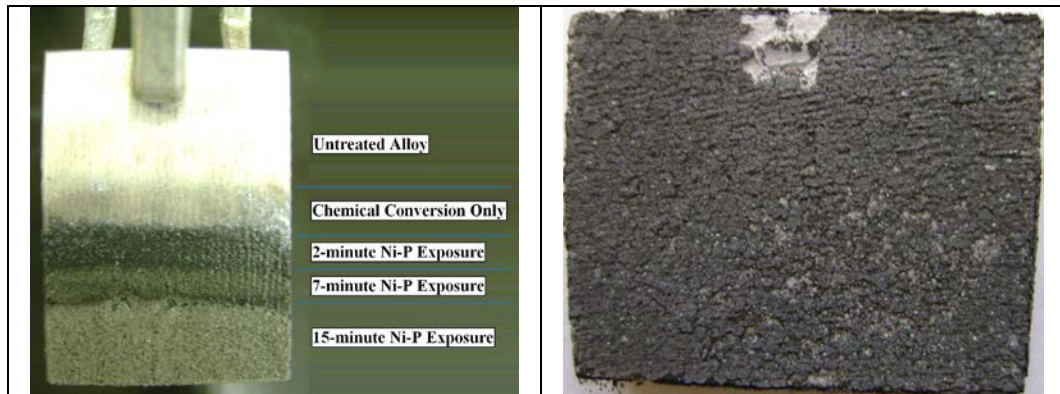 Untreated Alloy
Chemical Conversion Only
2-minute Ni-P Exposure
7-minute Ni-P Exposure
15-minute Ni-P Exposure